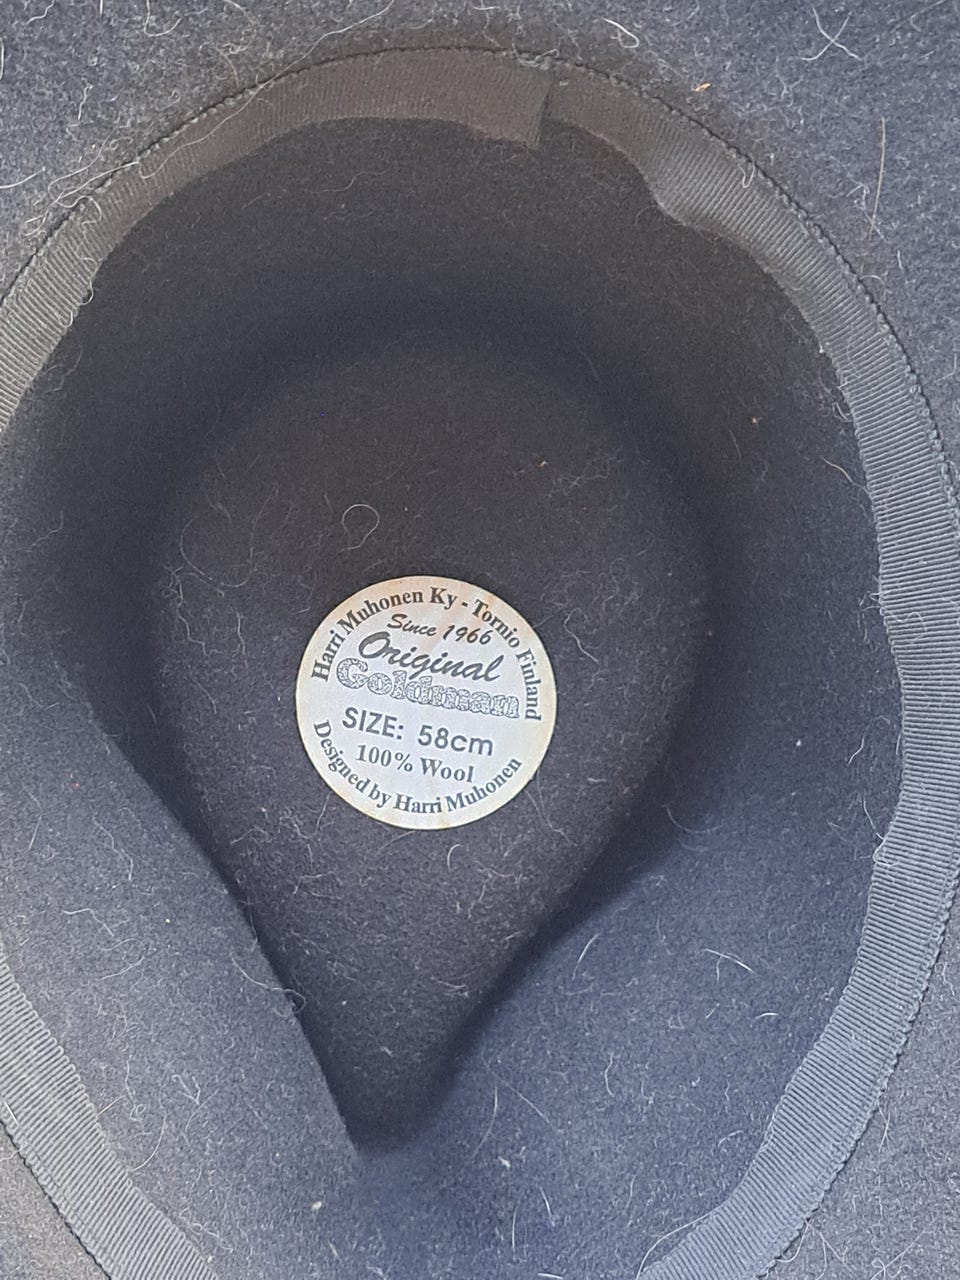 Harri Muhonen Ky - Tornio Finland
Since 1966
Original
Goldman
SIZE: 58cm
100% Wool
Designed by Harri Muhonen